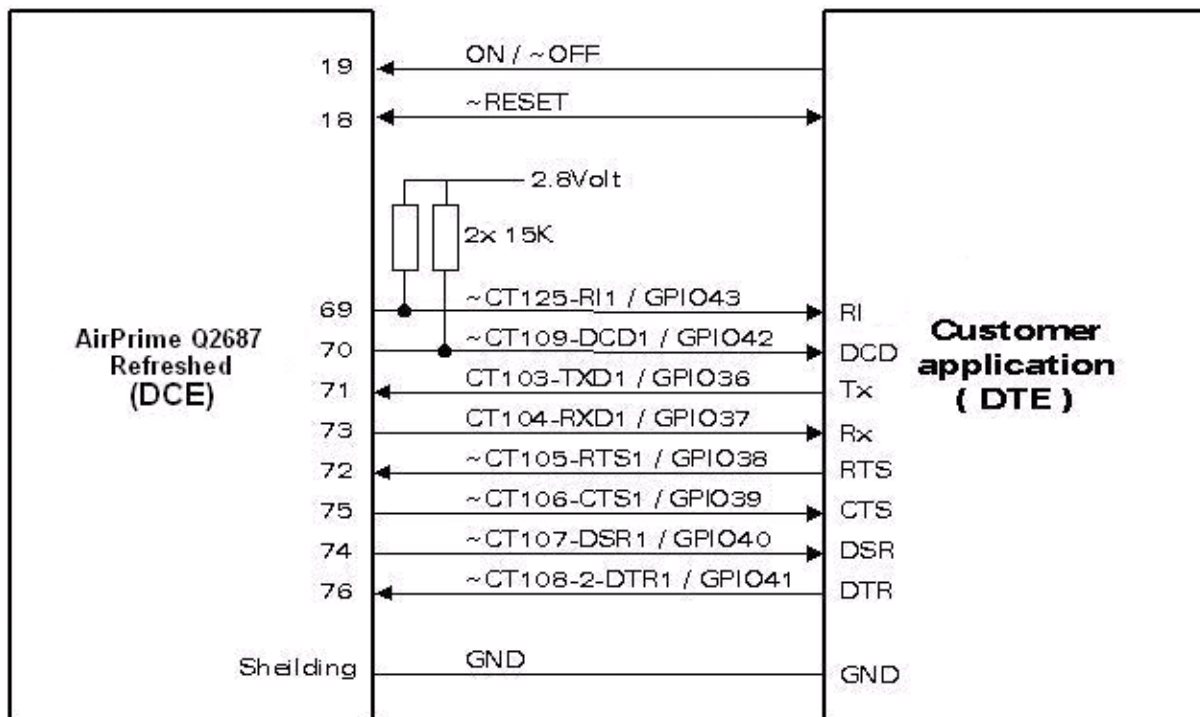 19 ON / ~OFF
18 ~RESET
2.8Volt
2x 15K
69 ~CT125-RI1 / GPIO43 RI
70 ~CT109-DCD1 / GPIO42 DCD
71 CT103-TXD1 / GPIO36 Tx
73 CT104-RXD1 / GPIO37 Rx
72 ~CT105-RTS1 / GPIO38 RTS
75 ~CT106-CTS1 / GPIO39 CTS
74 ~CT107-DSR1 / GPIO40 DSR
76 ~CT108-2-DTR1 / GPIO41 DTR
Sheilding GND GND
AirPrime Q2687
Refreshed
(DCE)
Customer
application
( DTE )